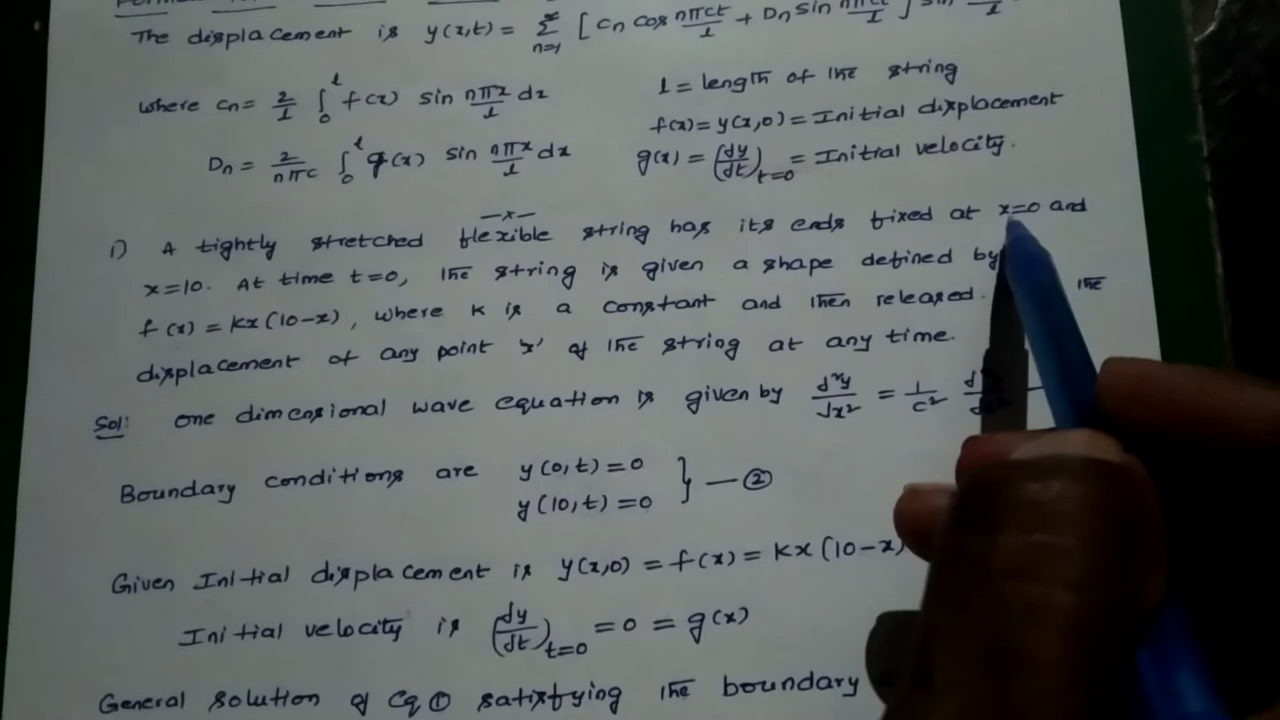 The displacement is y(x,t) = ∞Σn=1 [ Cn cos nπct/l + Dn sin nπct/l ] sin
where Cn = 2/l ∫0^l f(x) sin nπx/l dx
l = length of the string
f(x) = y(x,0) = Initial displacement
Dn = 2/nπc ∫0^l g(x) sin nπx/l dx
g(x) = (dy/dt)t=0 = Initial velocity.
—x—
1) A tightly stretched flexible string has its ends fixed at x=0 and
x=10. At time t=0, the string is given a shape defined by
f(x) = kx(10-x), where k is a constant and then released. the
displacement of any point 'x' of the string at any time.
Sol: One dimensional wave equation is given by d²y/dx² = 1/c²
Boundary conditions are y(0,t)=0
y(10,t)=0 } — ②
Given Initial displacement is y(x,0) = f(x) = kx(10-x)
Initial velocity is (dy/dt)t=0 = 0 = g(x)
General solution of Eq ① satisfying the boundary